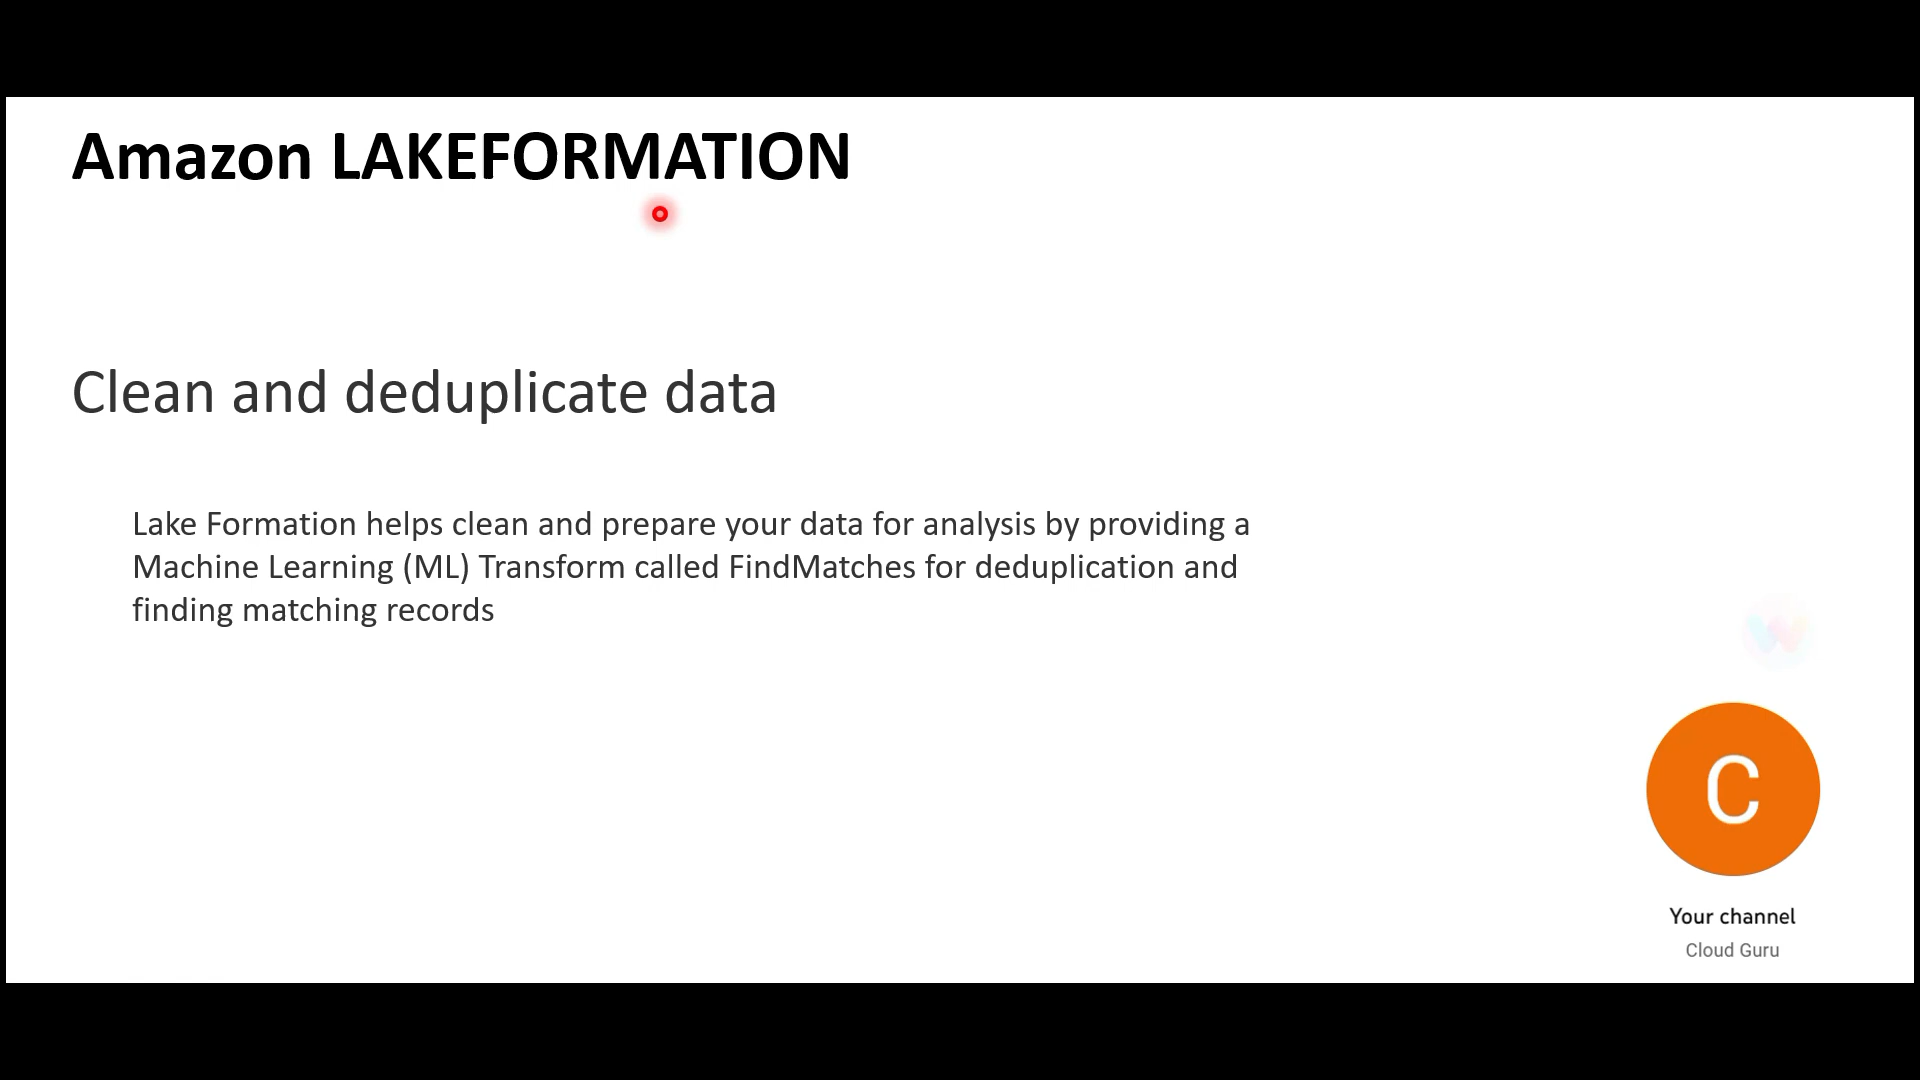 Amazon LAKEFORMATION
Clean and deduplicate data
Lake Formation helps clean and prepare your data for analysis by providing a
Machine Learning (ML) Transform called FindMatches for deduplication and
finding matching records
W
C
Your channel
Cloud Guru